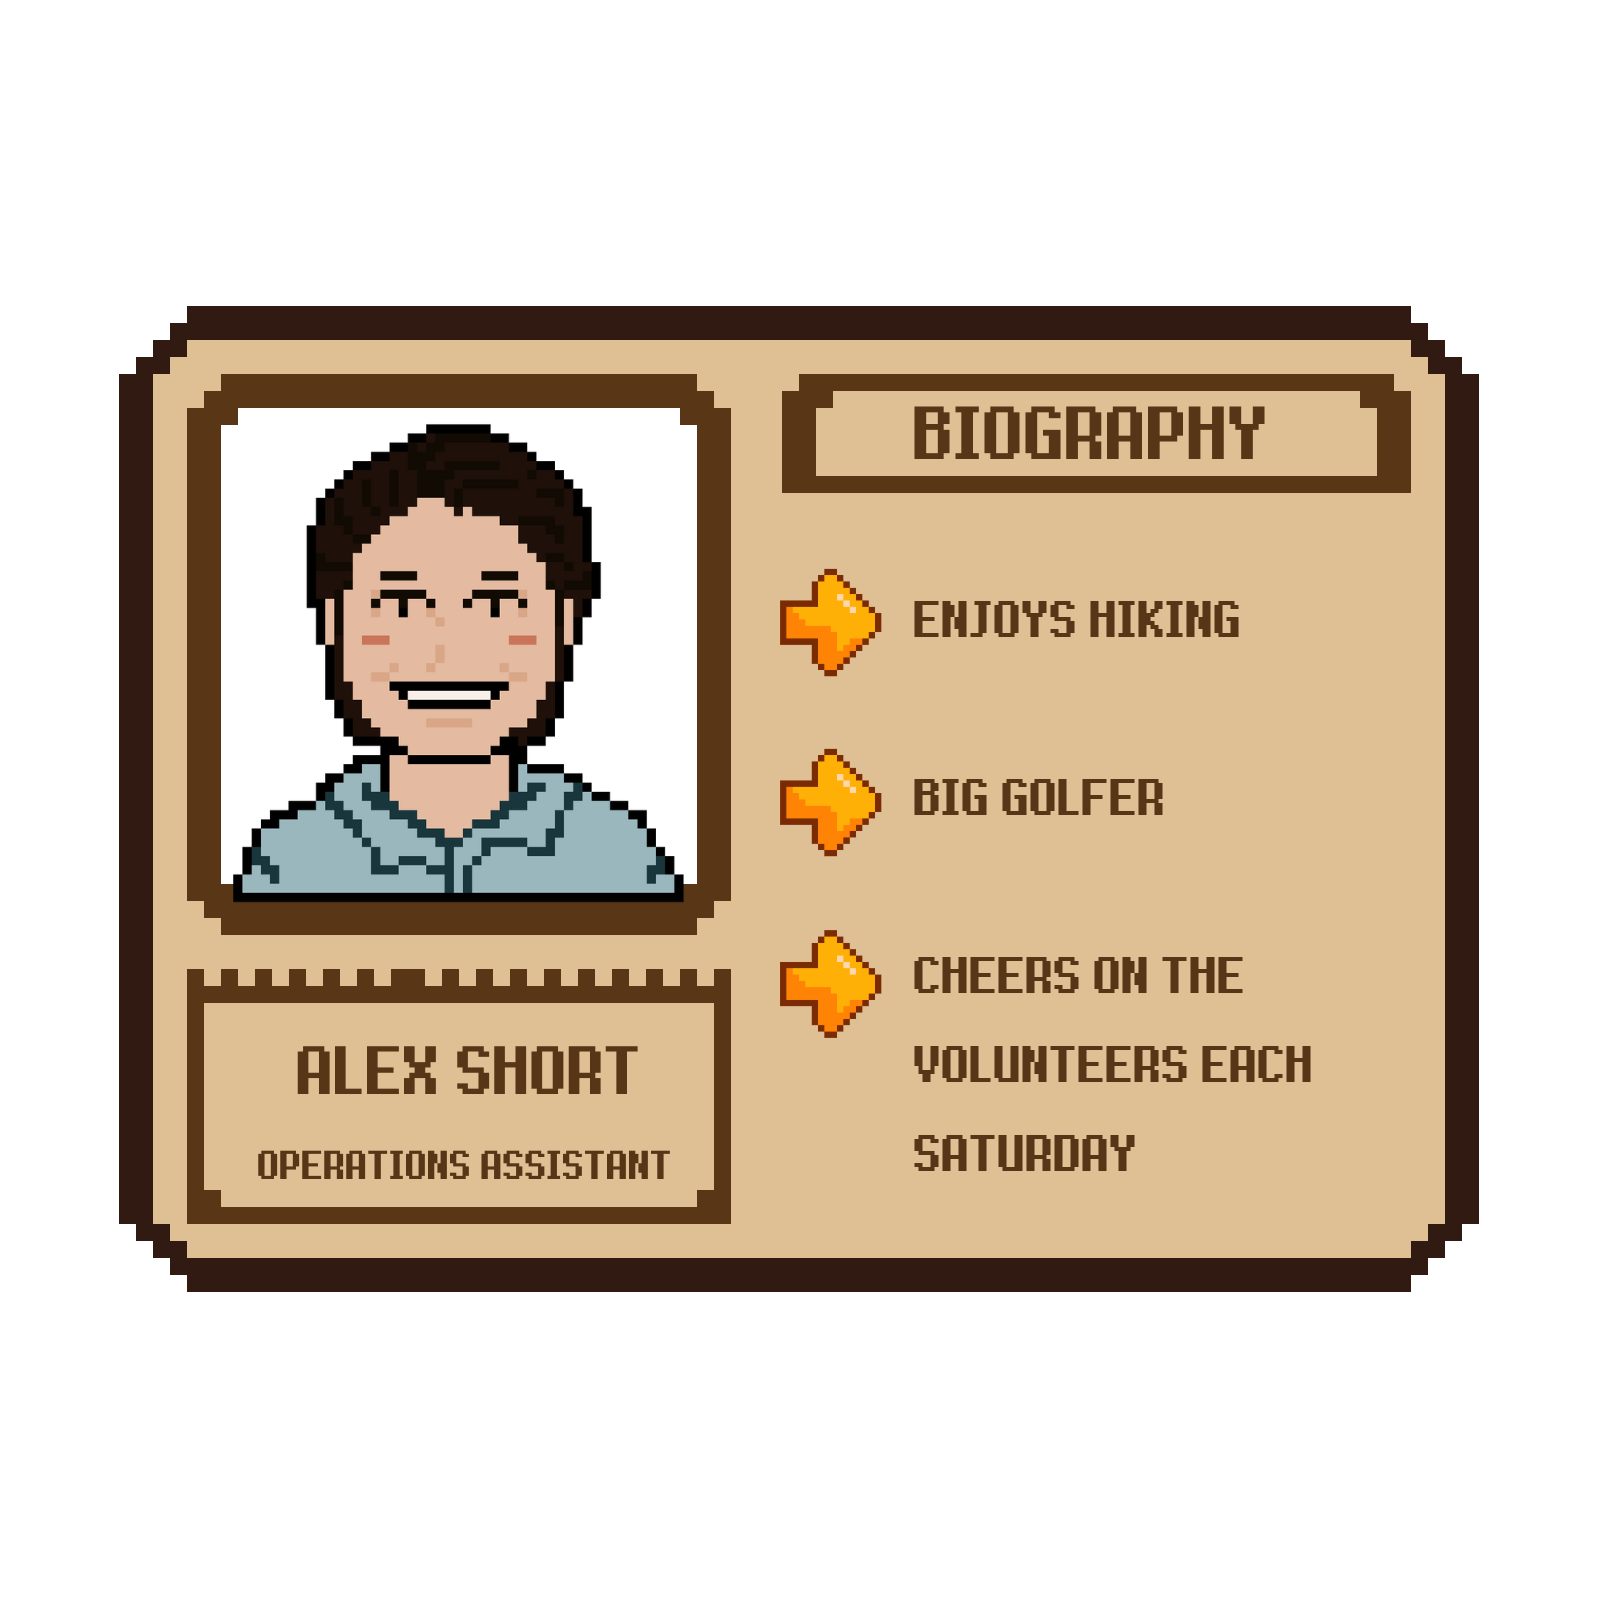 BIOGRAPHY
ENJOYS HIKING
BIG GOLFER
CHEERS ON THE
VOLUNTEERS EACH
SATURDAY
ALEX SHORT
OPERATIONS ASSISTANT